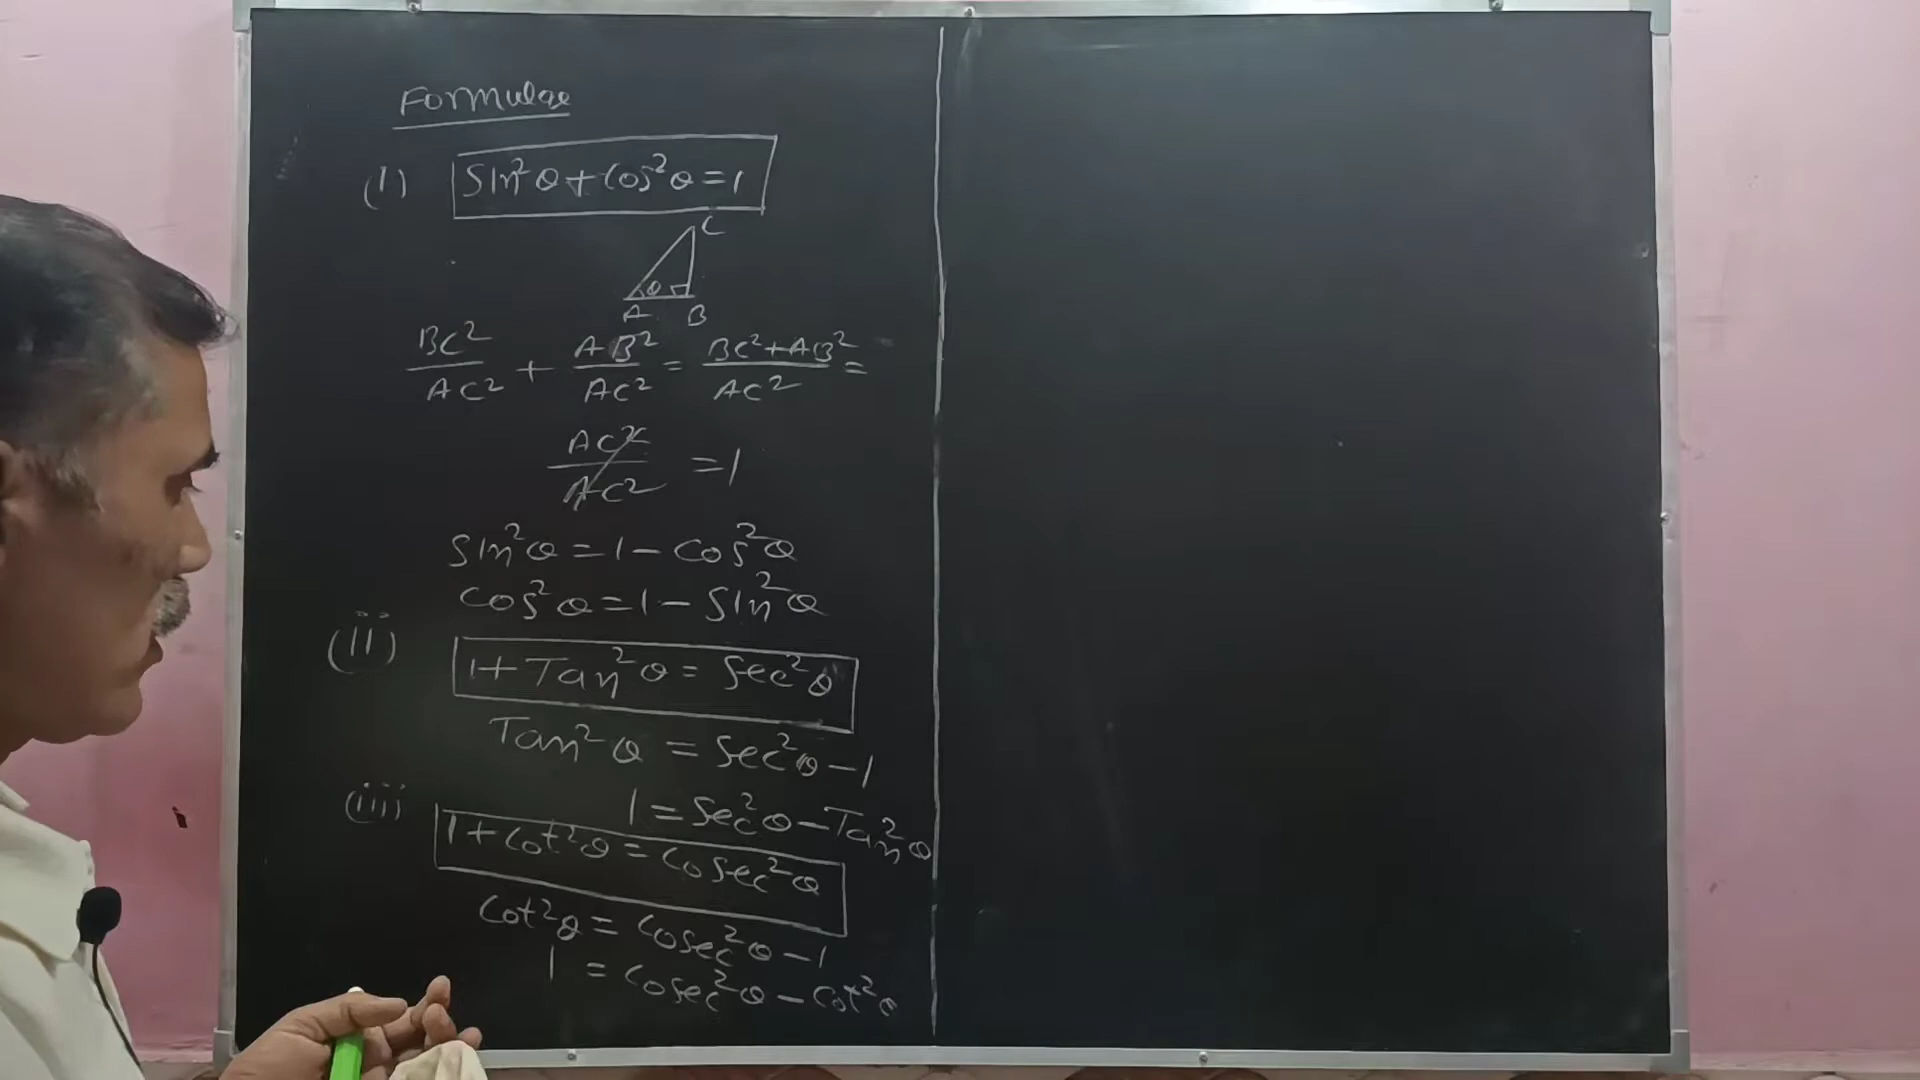 Formulae
(i) Sin²θ + Cos²θ = 1
C
θ
A B
BC²/AC² + AB²/AC² = BC²+AB²/AC² =
AC²/AC² = 1
Sin²θ = 1 - Cos²θ
Cos²θ = 1 - Sin²θ
(ii) 1 + Tan²θ = Sec²θ
Tan²θ = Sec²θ - 1
1 = Sec²θ - Tan²θ
(iii) 1 + Cot²θ = Cosec²θ
Cot²θ = Cosec²θ - 1
1 = Cosec²θ - Cot²θ